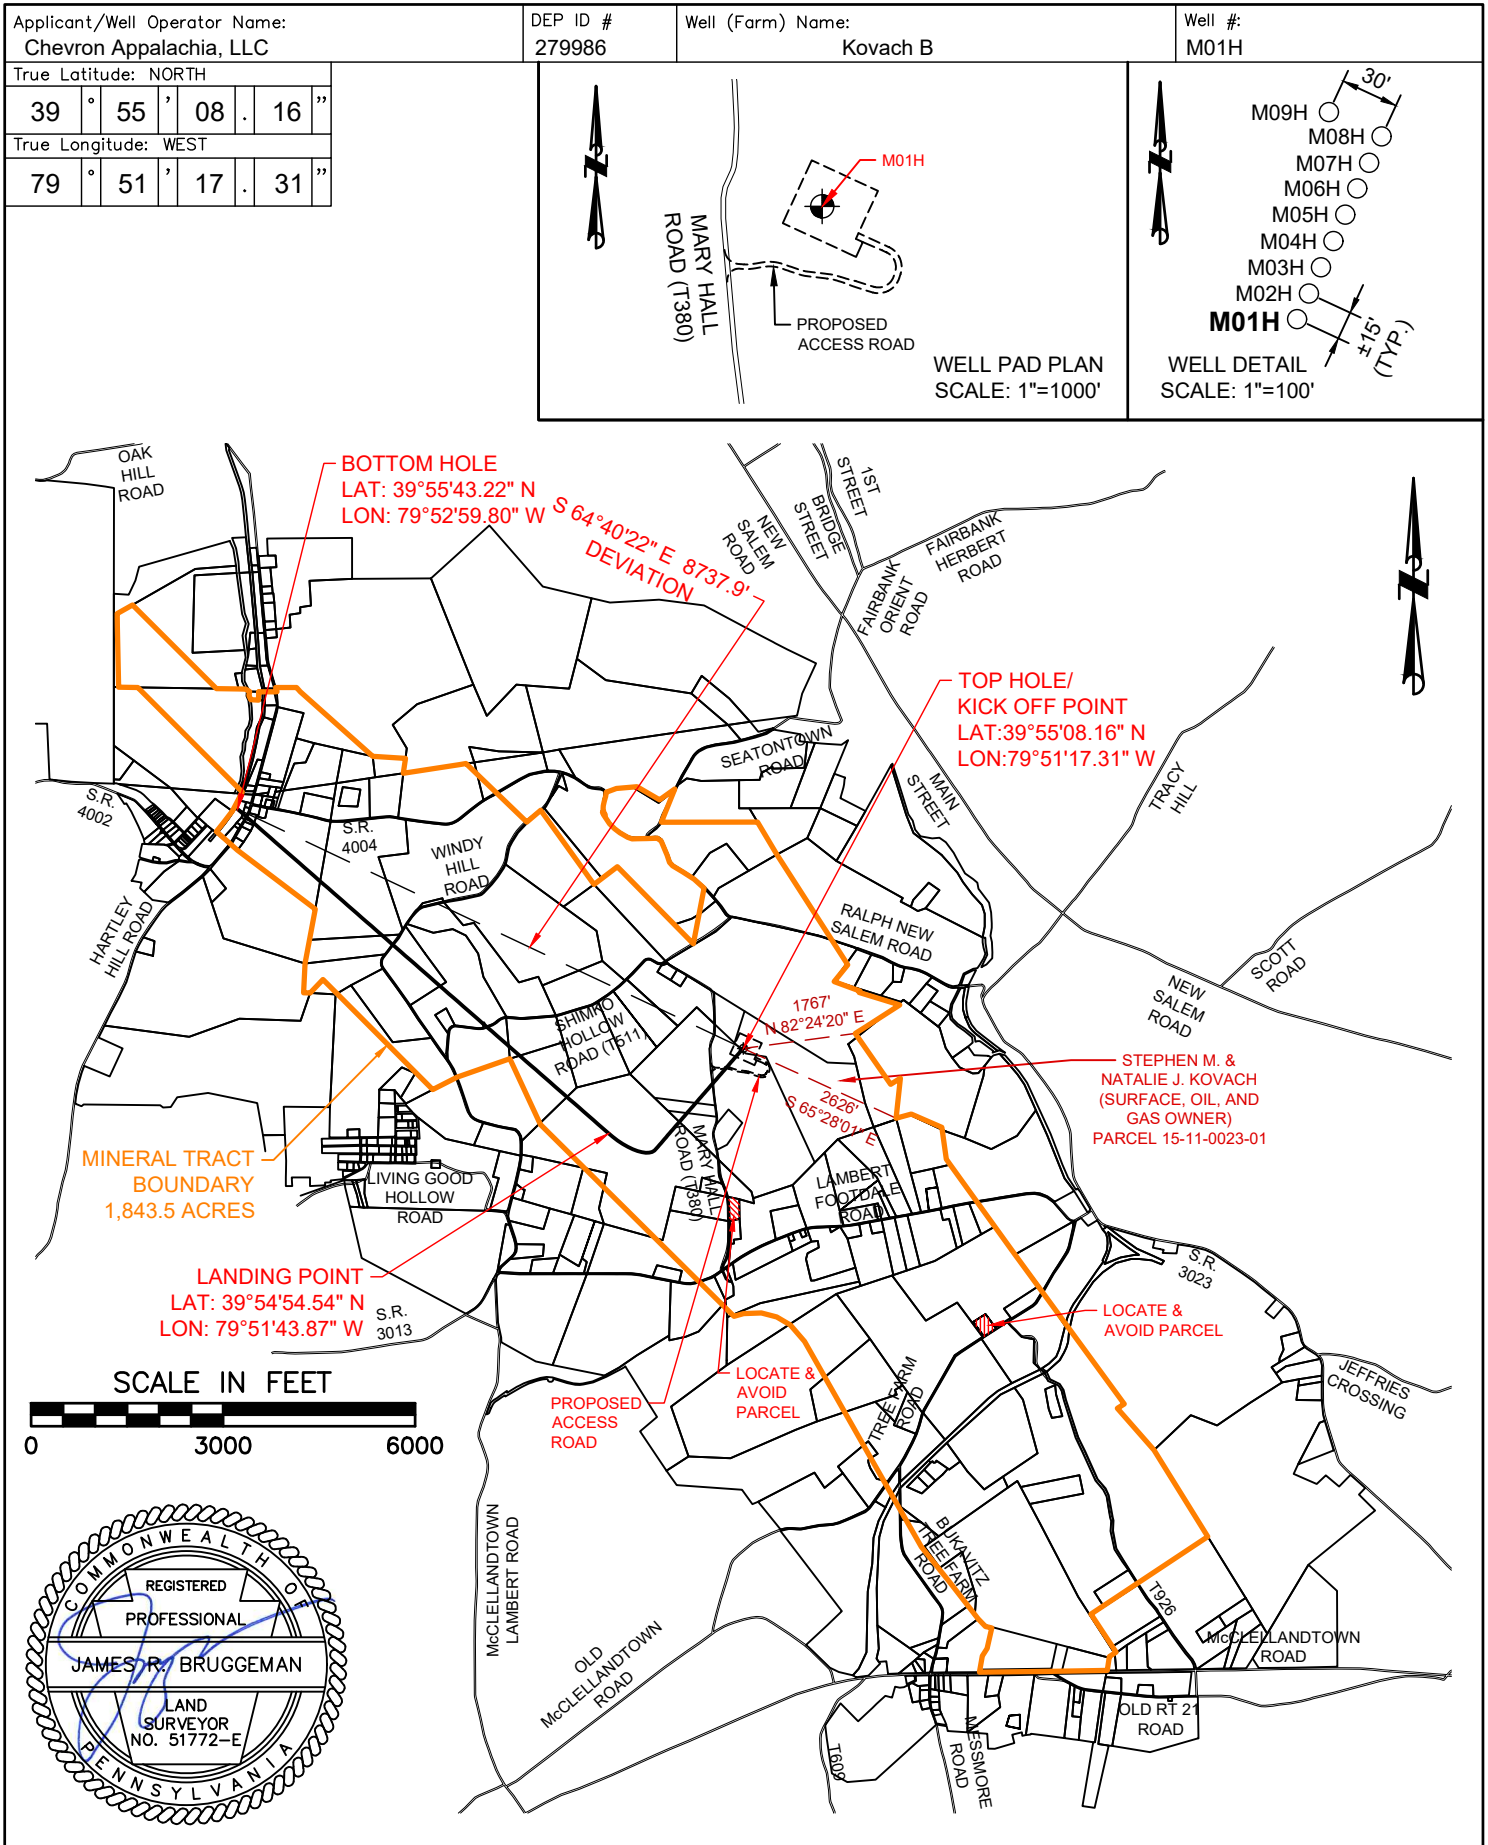 Applicant/Well Operator Name:
Chevron Appalachia, LLC
DEP ID #
279986
Well (Farm) Name:
Kovach B
Well #:
M01H
True Latitude: NORTH
39 ° 55 ' 08 . 16 "
True Longitude: WEST
79 ° 51 ' 17 . 31 "
N
M01H
MARY HALL
ROAD (T380)
PROPOSED
ACCESS ROAD
WELL PAD PLAN
SCALE: 1"=1000'
N
30'
M09H
M08H
M07H
M06H
M05H
M04H
M03H
M02H
M01H
±15'
(TYP.)
WELL DETAIL
SCALE: 1"=100'
OAK
HILL
ROAD
BOTTOM HOLE
LAT: 39°55'43.22" N
LON: 79°52'59.80" W
S 64°40'22" E 8737.9'
DEVIATION
NEW
SALEM
ROAD
BRIDGE
STREET
1ST
STREET
FAIRBANK
HERBERT
ROAD
FAIRBANK
ORIENT
ROAD
N
TOP HOLE/
KICK OFF POINT
LAT:39°55'08.16" N
LON:79°51'17.31" W
SEATONTOWN
ROAD
MAIN
STREET
TRACY
HILL
S.R.
4002
S.R.
4004
WINDY
HILL
ROAD
HARTLEY
HILL ROAD
RALPH NEW
SALEM ROAD
SCOTT
ROAD
NEW
SALEM
ROAD
SHIMKO
HOLLOW
ROAD (T511)
1767'
N 82°24'20" E
2626'
S 65°28'01" E
STEPHEN M. &
NATALIE J. KOVACH
(SURFACE, OIL, AND
GAS OWNER)
PARCEL 15-11-0023-01
MINERAL TRACT
BOUNDARY
1,843.5 ACRES
LIVING GOOD
HOLLOW
ROAD
MARY HALL
ROAD (T380)
LAMBERT
FOOTDALE
ROAD
LANDING POINT
LAT: 39°54'54.54" N
LON: 79°51'43.87" W
S.R.
3013
S.R.
3023
LOCATE &
AVOID PARCEL
JEFFRIES
CROSSING
SCALE IN FEET
0 3000 6000
PROPOSED
ACCESS
ROAD
LOCATE &
AVOID
PARCEL
TREE FARM
ROAD
McCLELLANDTOWN
LAMBERT ROAD
BUKAVITZ
TREE FARM
ROAD
T926
McCLELLANDTOWN
ROAD
OLD
McCLELLANDTOWN
ROAD
OLD RT 21
ROAD
T609
MESSMORE
ROAD
COMMONWEALTH OF
REGISTERED
PROFESSIONAL
JAMES R. BRUGGEMAN
LAND
SURVEYOR
NO. 51772-E
PENNSYLVANIA